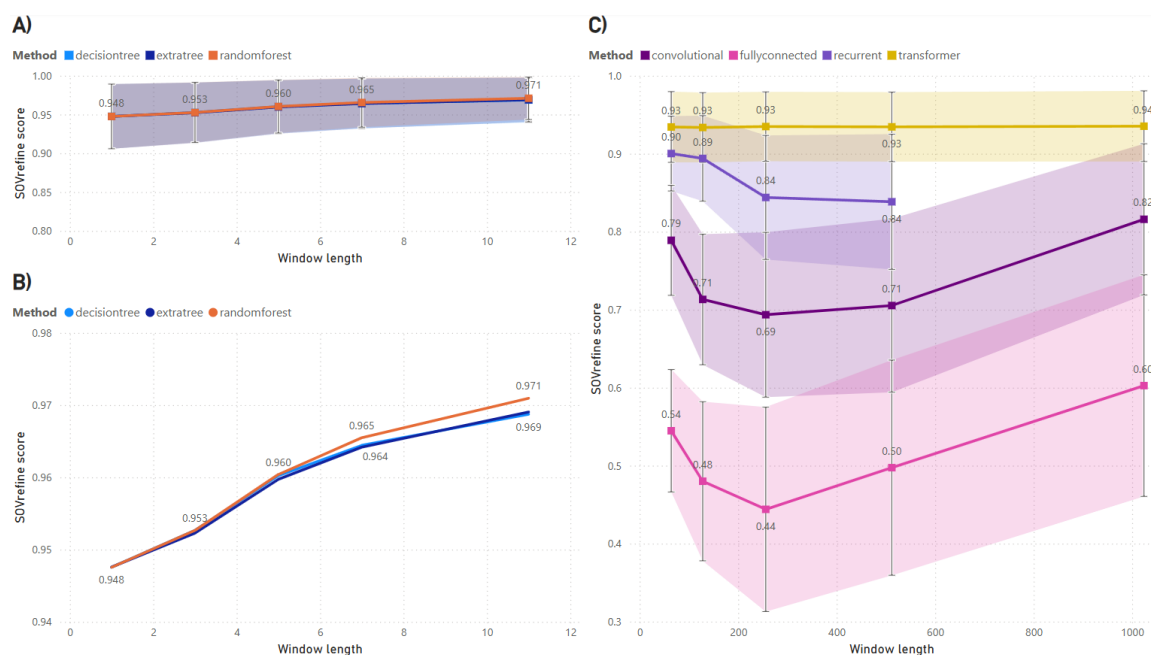 A)
Method decisiontree extratree randomforest
1.00
0.95
0.90
0.85
0.80
0.948
0.953
0.960
0.965
0.971
0 2 4 6 8 10 12
SOVrefine score
Window length
B)
Method decisiontree extratree randomforest
0.98
0.97
0.96
0.95
0.94
0.948
0.953
0.960
0.965
0.964
0.971
0.969
0 2 4 6 8 10 12
SOVrefine score
Window length
C)
Method convolutional fullyconnected recurrent transformer
1.0
0.9
0.8
0.7
0.6
0.5
0.4
0.3
0.93 0.93 0.93 0.93 0.94
0.90 0.89 0.84 0.84
0.79 0.71 0.69 0.71 0.82
0.54 0.48 0.44 0.50 0.60
0 200 400 600 800 1000
SOVrefine score
Window length